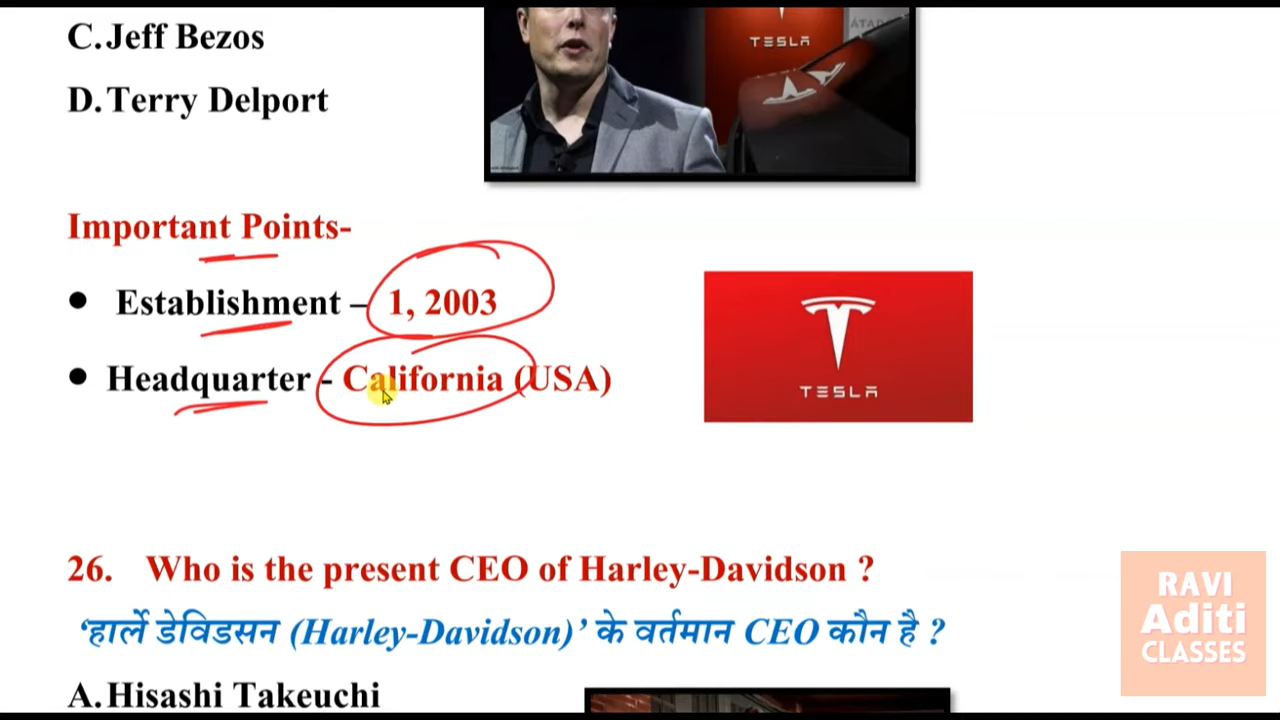 C. Jeff Bezos
D. Terry Delport
TESLA
Important Points-
● Establishment – 1, 2003
● Headquarter - California (USA)
TESLA
26. Who is the present CEO of Harley-Davidson ?
‘हार्ले डेविडसन (Harley-Davidson)’ के वर्तमान CEO कौन है ?
A. Hisashi Takeuchi
RAVI
Aditi
CLASSES